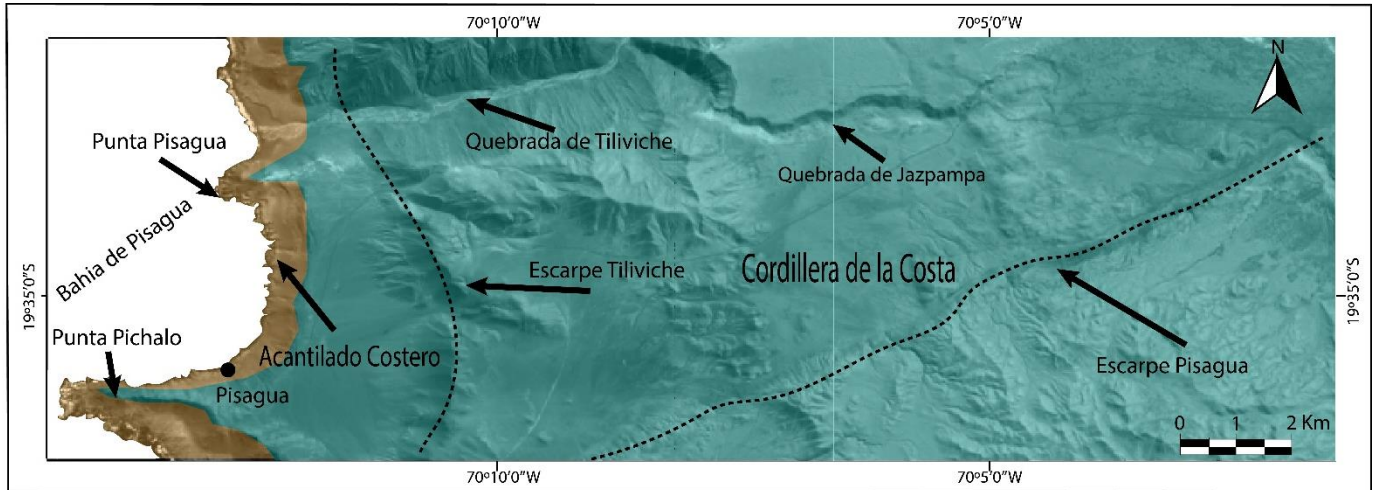 70°10'0"W
70°5'0"W
N
Punta Pisagua
Quebrada de Tiliviche
Quebrada de Jazpampa
Bahia de Pisagua
Escarpe Tiliviche
Cordillera de la Costa
19°35'0"S
19°35'0"S
Punta Pichalo
Acantilado Costero
Escarpe Pisagua
Pisagua
0 1 2 Km
70°10'0"W
70°5'0"W